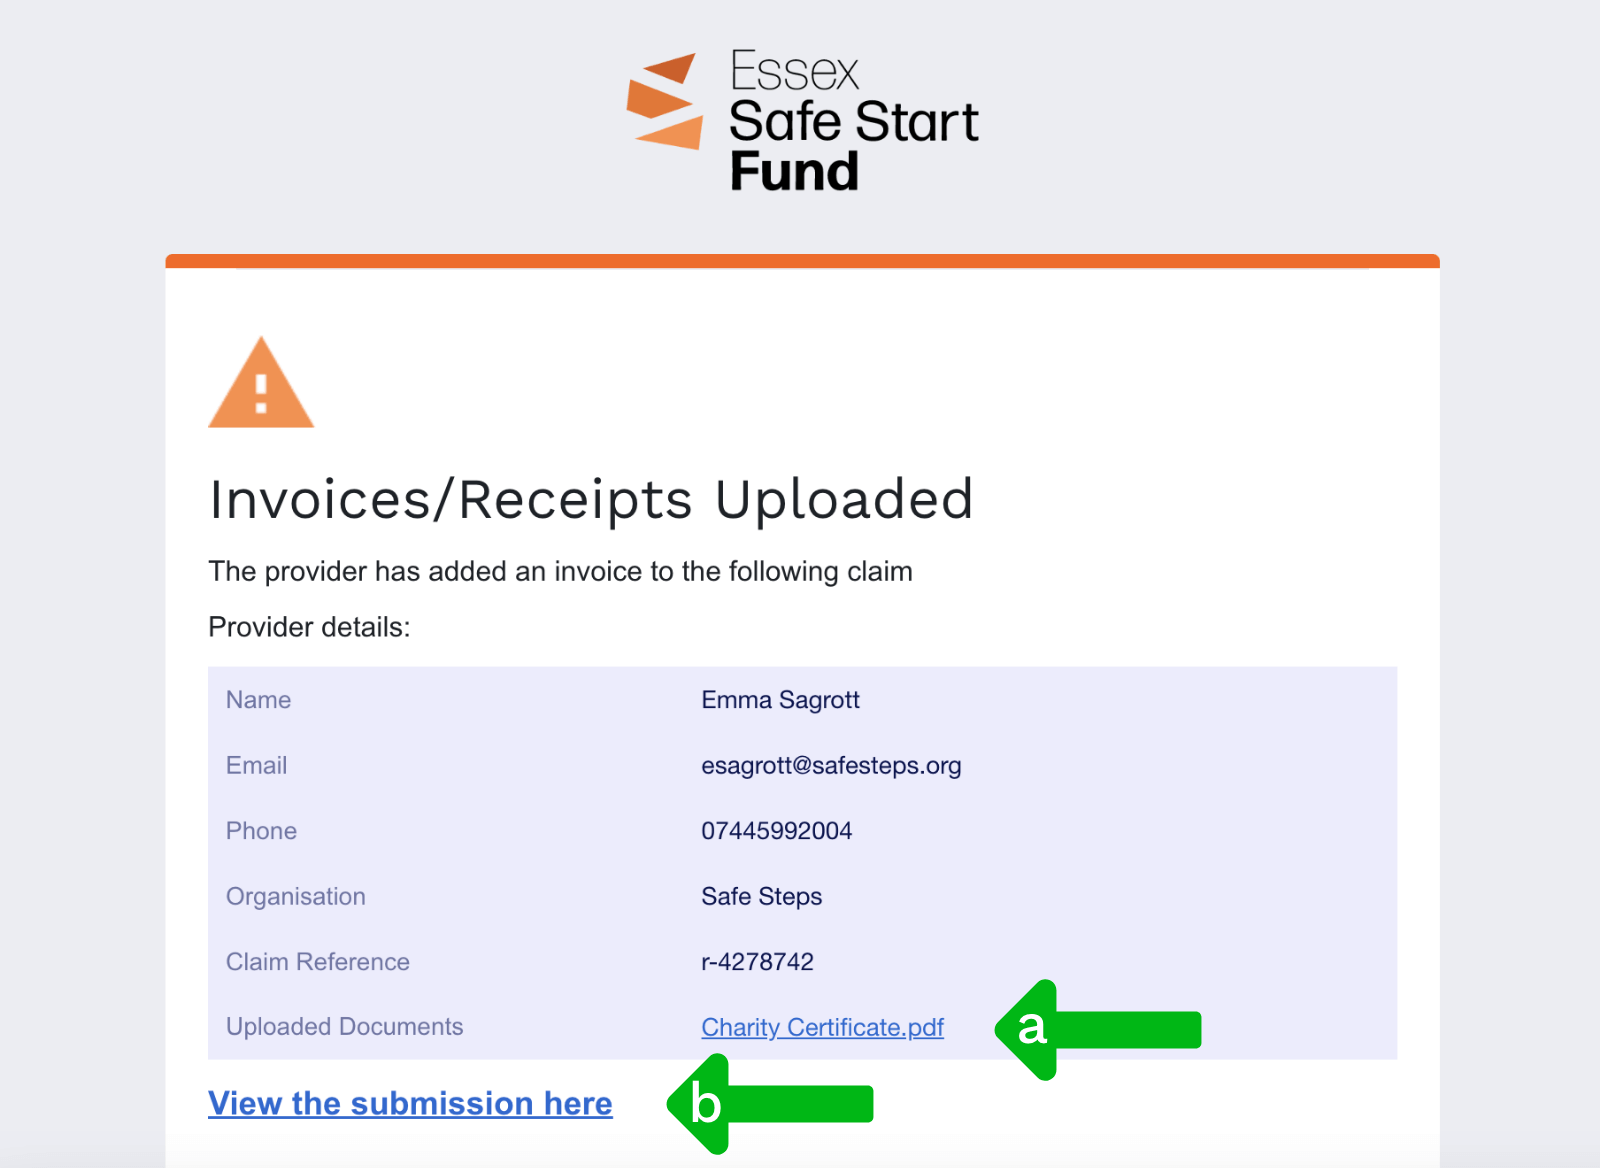 Essex
Safe Start
Fund
Invoices/Receipts Uploaded
The provider has added an invoice to the following claim
Provider details:
Name Emma Sagrott
Email esagrott@safesteps.org
Phone 07445992004
Organisation Safe Steps
Claim Reference r-4278742
Uploaded Documents Charity Certificate.pdf a
View the submission here b